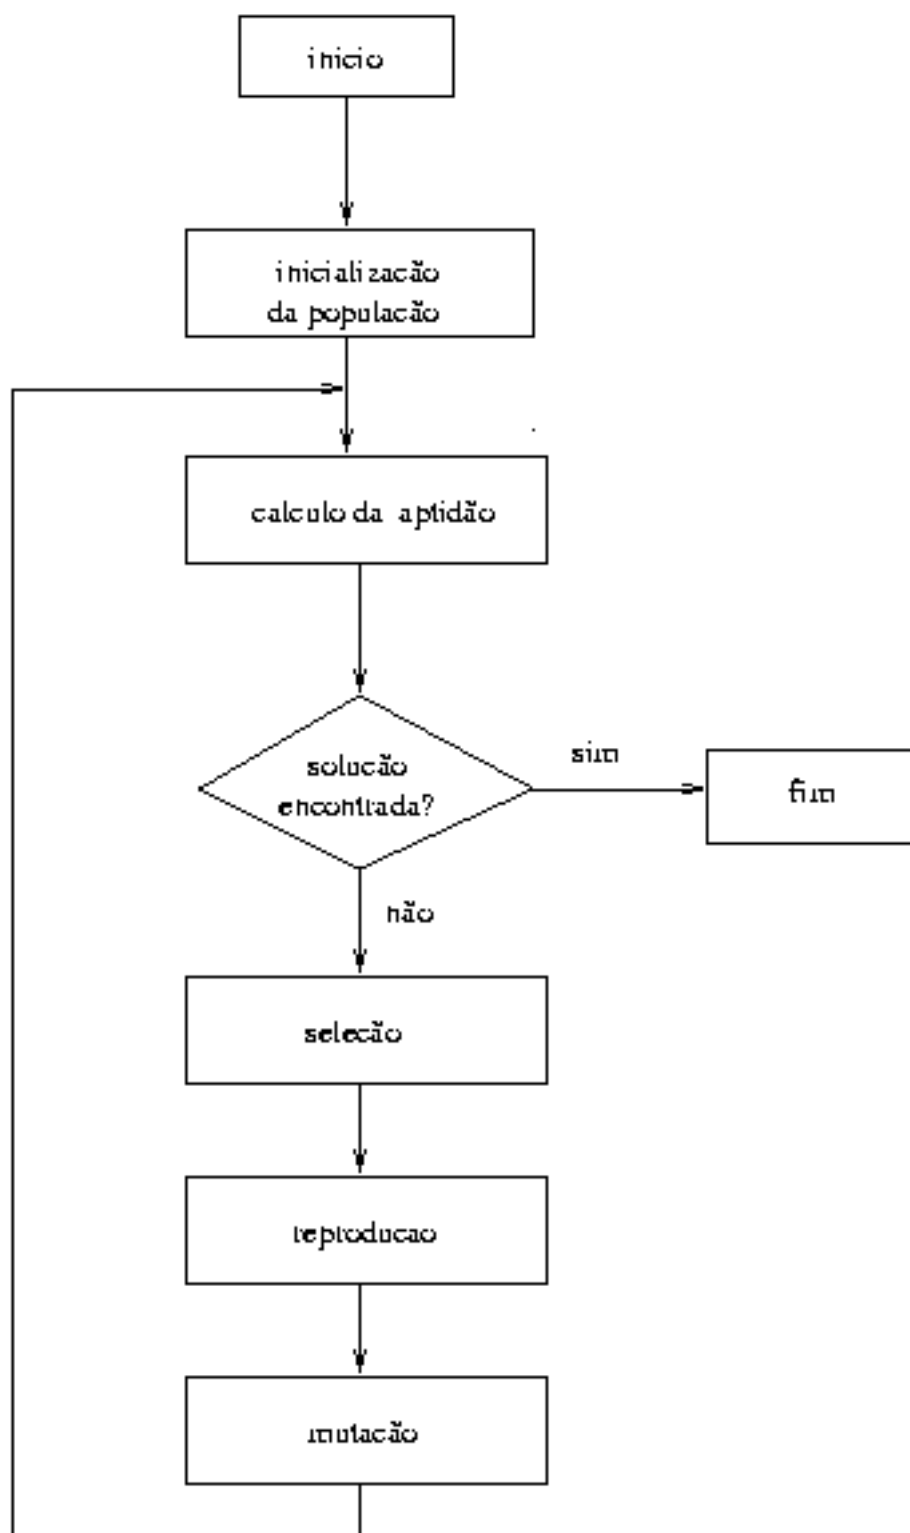 inicio
inicialização
da população
calculo da aptidão
solução
encontrada?
sim
fim
não
seleção
reproducao
mutação